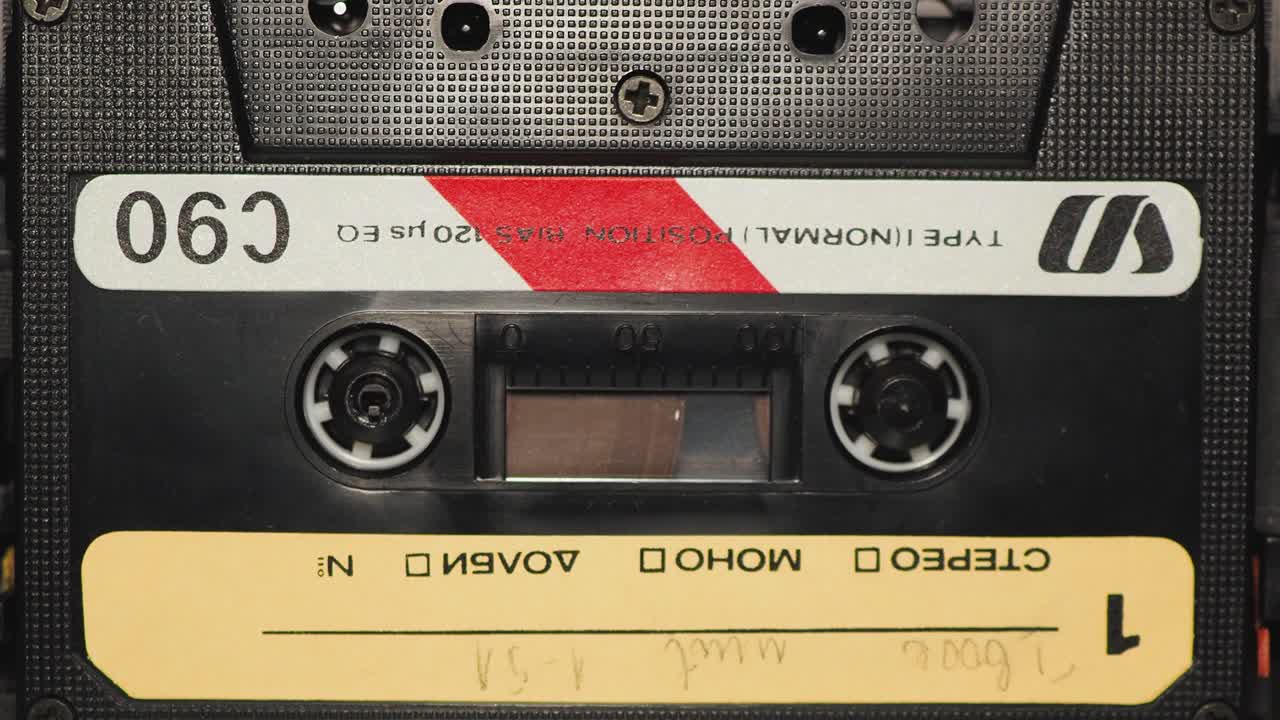 1
СТЕРЕО МОНО ДОЛБИ №
100 50 0
TYPE I (NORMAL) POSITION BIAS 120 μs EQ C90